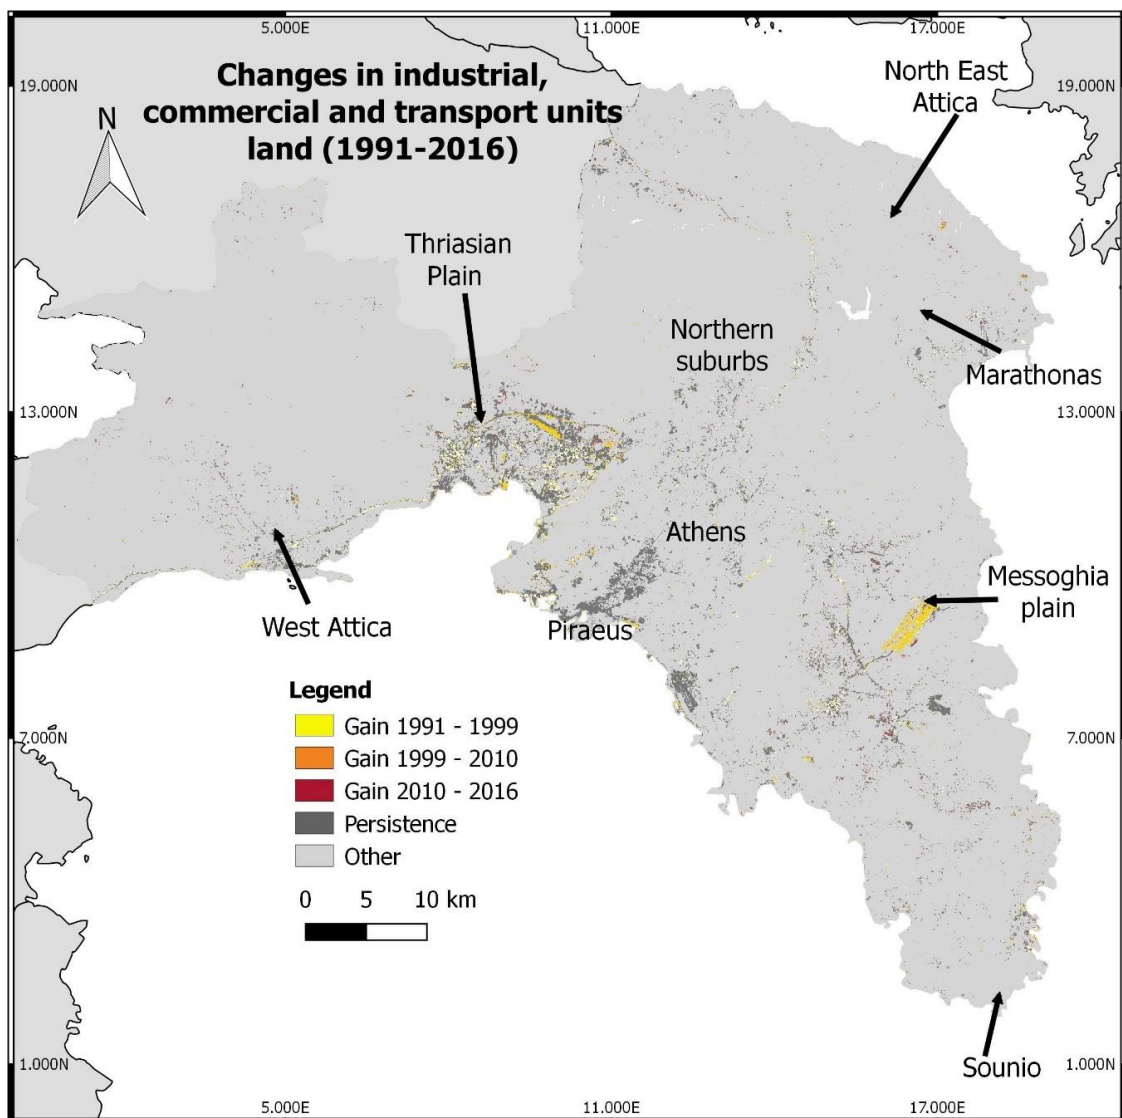 5.000E 11.000E 17.000E
Changes in industrial,
commercial and transport units
land (1991-2016)
19.000N
N
North East
Attica
19.000N
Thriasian
Plain
Northern
suburbs
Marathonas
13.000N
13.000N
Athens
Messoghia
plain
West Attica
Piraeus
Legend
Gain 1991 - 1999
7.000N
7.000N
Gain 1999 - 2010
Gain 2010 - 2016
Persistence
Other
0 5 10 km
1.000N
Sounio
1.000N
5.000E 11.000E 17.000E